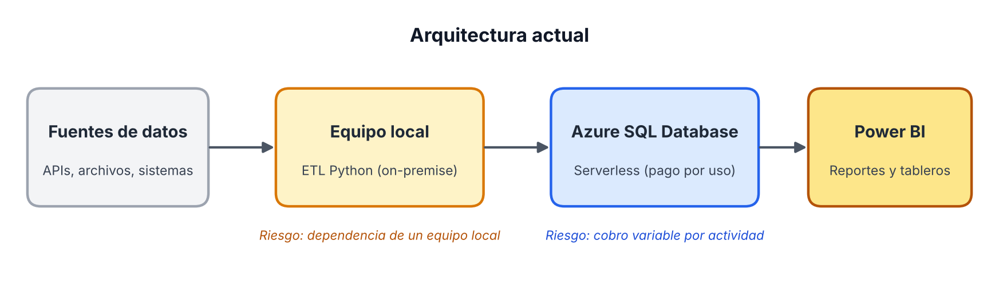 Arquitectura actual
Fuentes de datos
APIs, archivos, sistemas
Equipo local
ETL Python (on-premise)
Azure SQL Database
Serverless (pago por uso)
Power BI
Reportes y tableros
Riesgo: dependencia de un equipo local
Riesgo: cobro variable por actividad